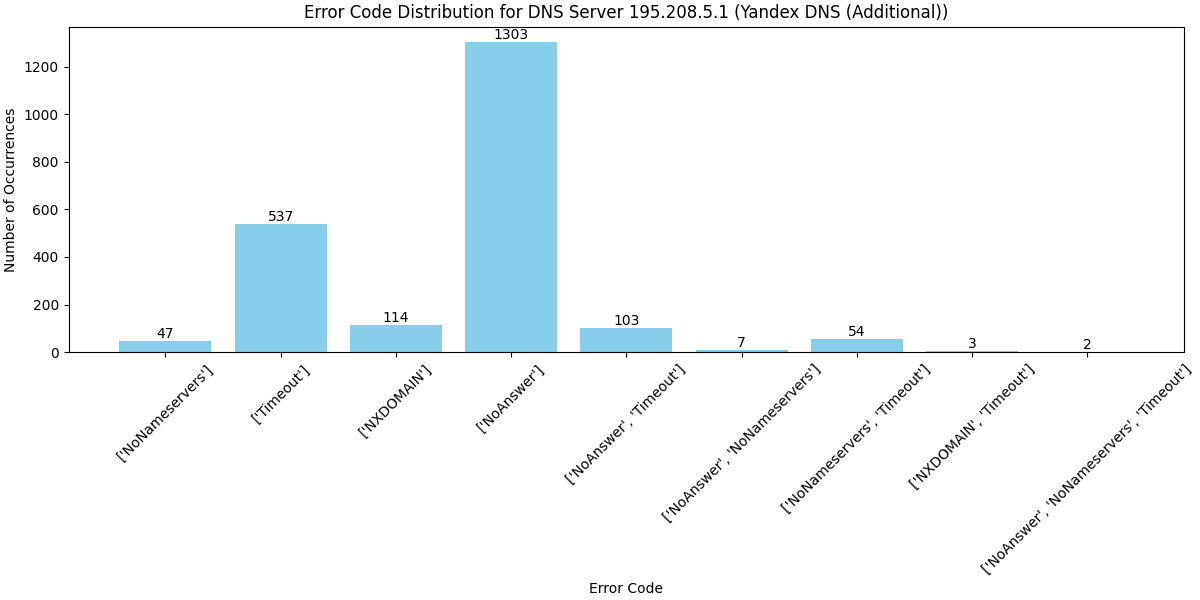 Error Code Distribution for DNS Server 195.208.5.1 (Yandex DNS (Additional))
Number of Occurrences
1200
1000
800
600
400
200
0
47
537
114
1303
103
7
54
3
2
['NoNameservers']
['Timeout']
['NXDOMAIN']
['NoAnswer']
['NoAnswer', 'Timeout']
['NoAnswer', 'NoNameservers']
['NoNameservers', 'Timeout']
['NXDOMAIN', 'Timeout']
['NoAnswer', 'NoNameservers', 'Timeout']
Error Code